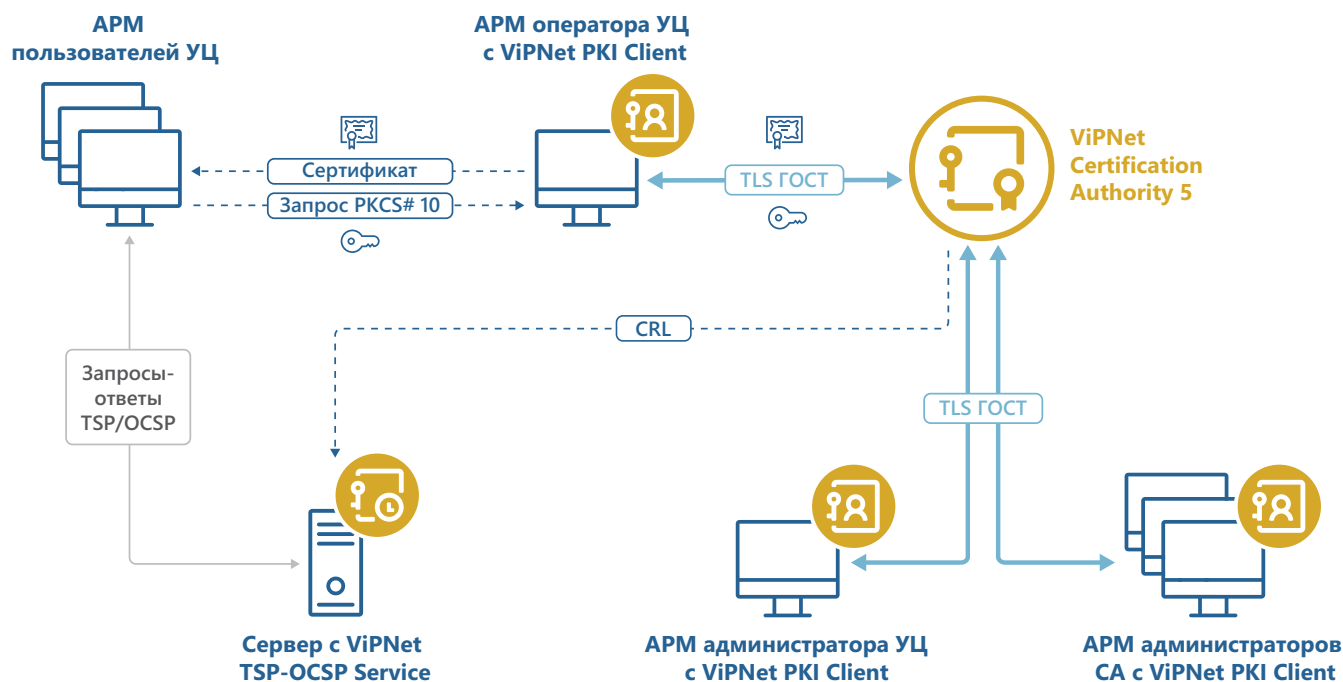 АРМ
пользователей УЦ
АРМ оператора УЦ
с ViPNet PKI Client
ViPNet
Certification
Authority 5
Сертификат
TLS ГОСТ
Запрос PKCS# 10
CRL
Запросы-
ответы
TSP/OCSP
TLS ГОСТ
Сервер с ViPNet
TSP-OCSP Service
АРМ администратора УЦ
с ViPNet PKI Client
АРМ администраторов
CA с ViPNet PKI Client